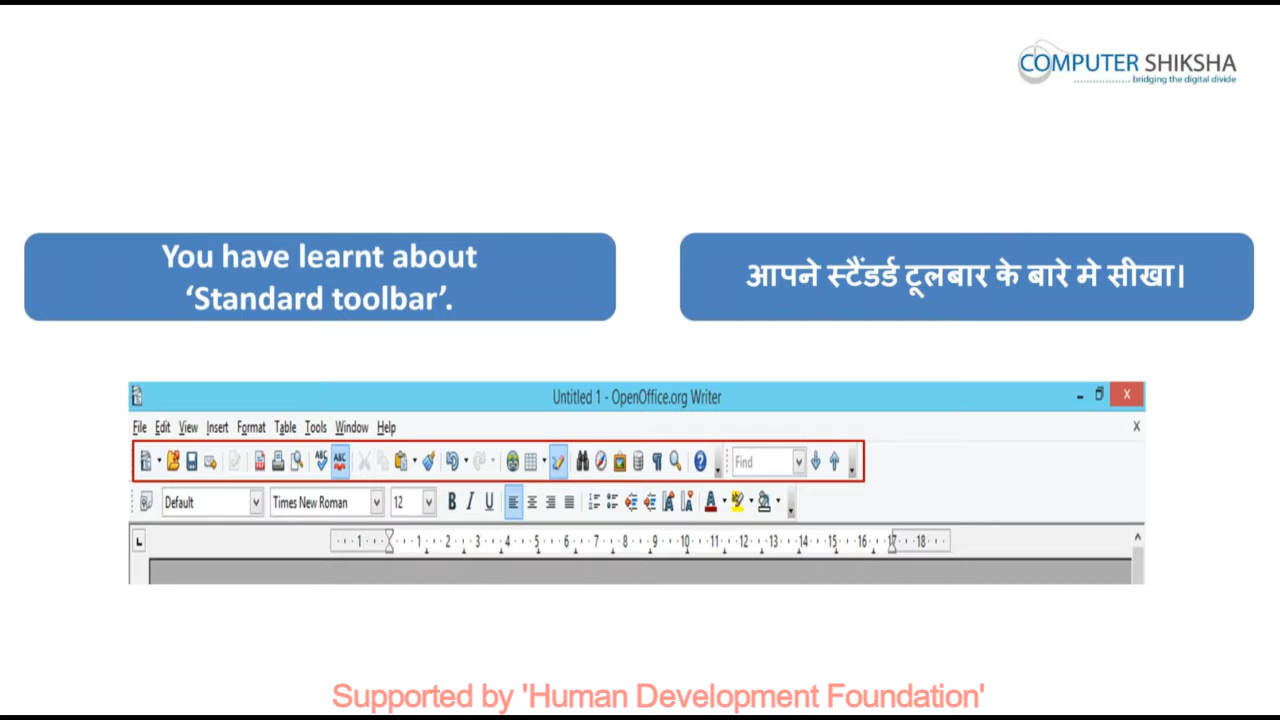 COMPUTER SHIKSHA
bridging the digital divide
You have learnt about
‘Standard toolbar’.
आपने स्टैंडर्ड टूलबार के बारे मे सीखा।
Untitled 1 - OpenOffice.org Writer
File Edit View Insert Format Table Tools Window Help
Find
Default Times New Roman 12 B I U
1 1 2 3 4 5 6 7 8 9 10 11 12 13 14 15 16 17 18
Supported by 'Human Development Foundation'